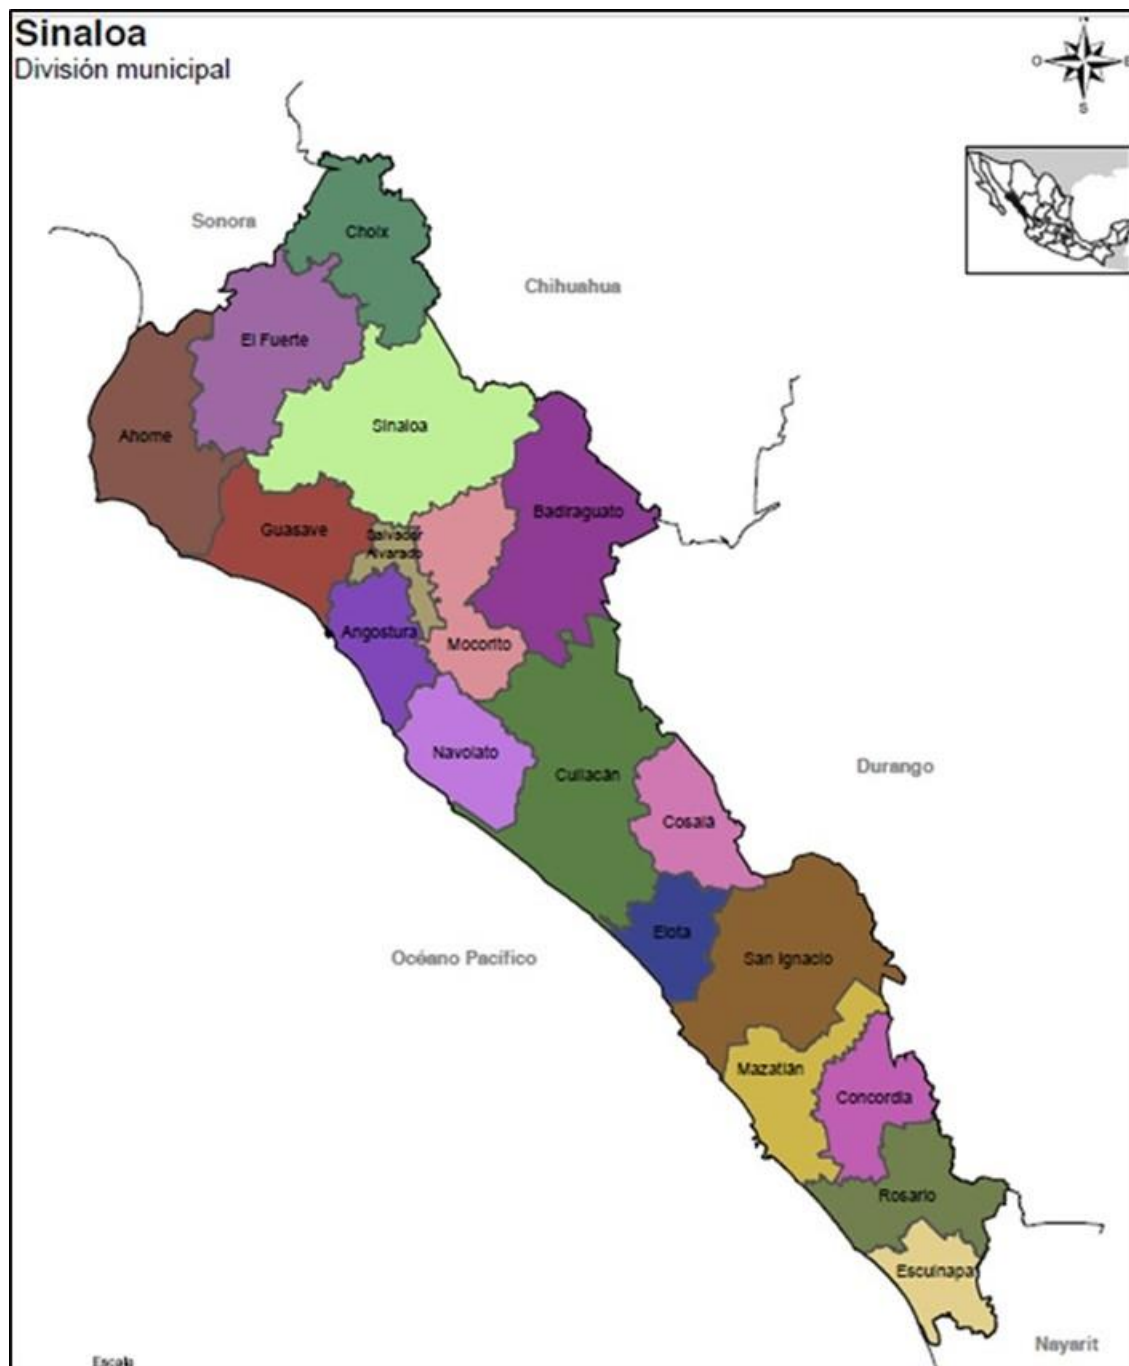 Sinaloa
División municipal
O
E
S
Sonora
Choix
Chihuahua
El Fuerte
Ahome
Sinaloa
Badiraguato
Guasave
Salvador
Alvarado
Angostura
Mocorito
Navolato
Culiacán
Durango
Cosalá
Elota
Océano Pacífico
San Ignacio
Mazatlán
Concordia
Rosario
Escuinapa
Nayarit
Escala